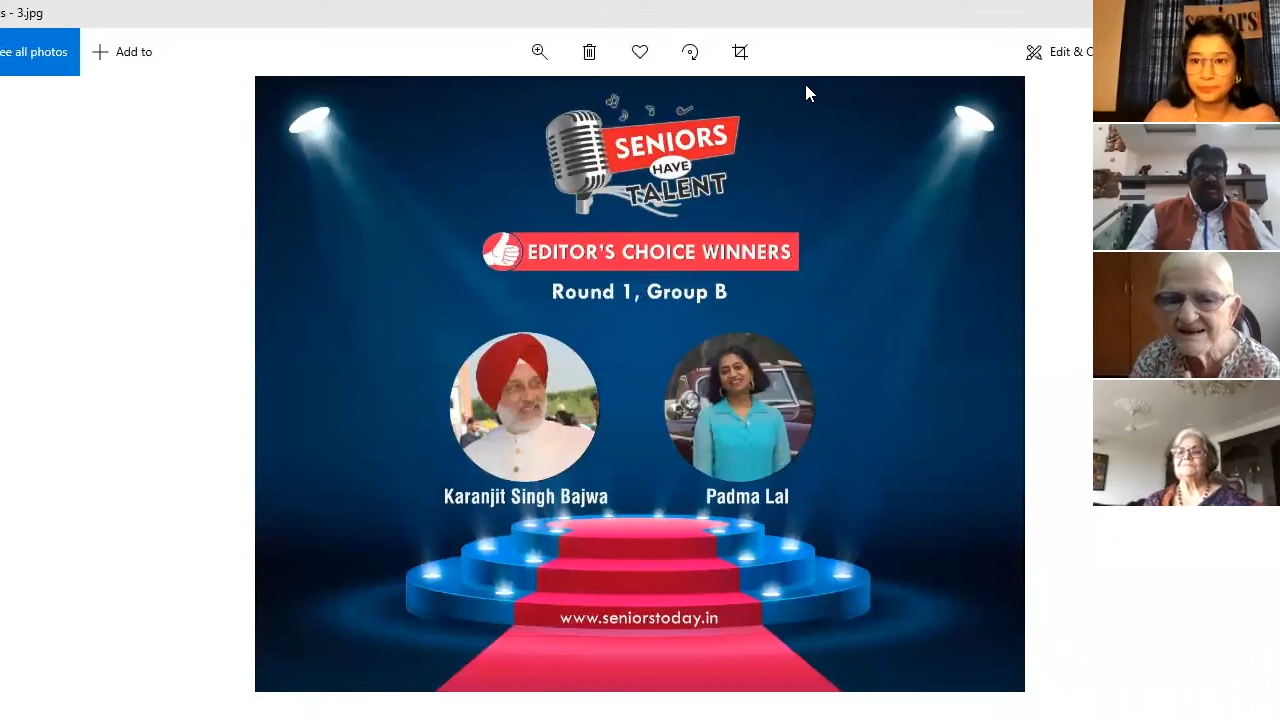 s - 3.jpg
ee all photos
Add to
Edit & C
seniors
SENIORS
HAVE
TALENT
EDITOR'S CHOICE WINNERS
Round 1, Group B
Karanjit Singh Bajwa
Padma Lal
www.seniorstoday.in